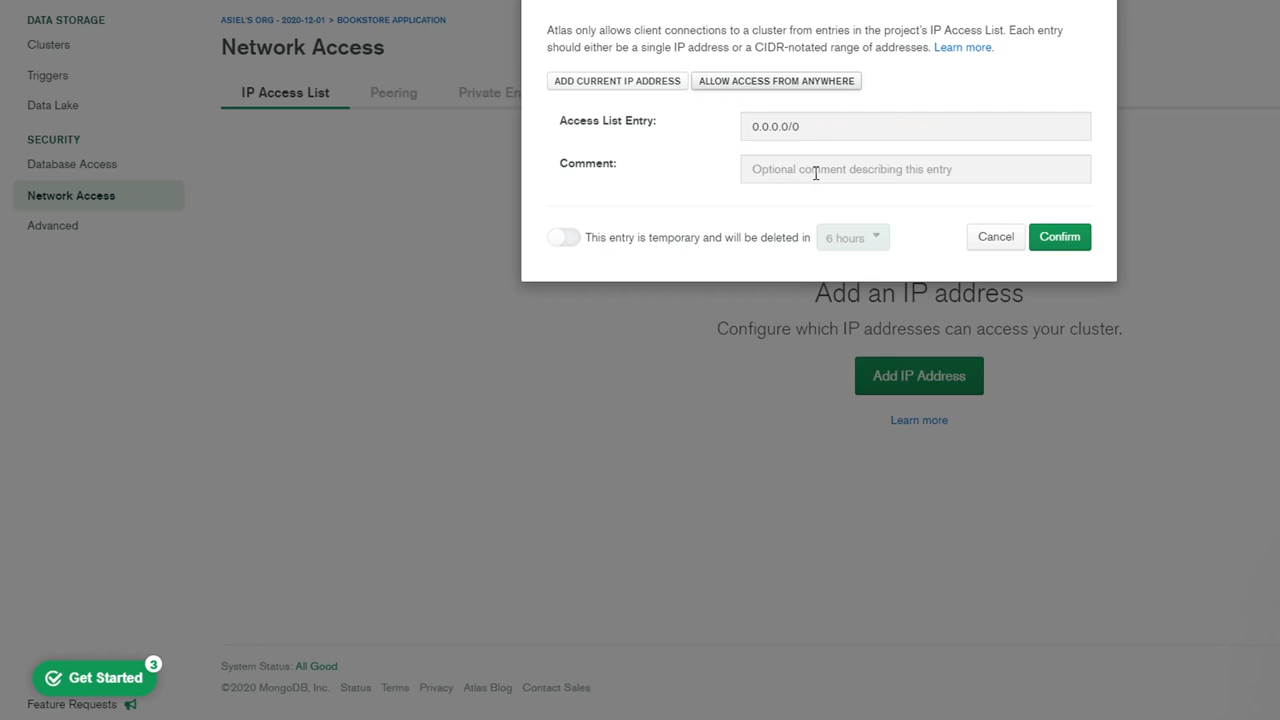 DATA STORAGE
Clusters
Triggers
Data Lake
SECURITY
Database Access
Network Access
Advanced
ASIEL'S ORG - 2020-12-01 > BOOKSTORE APPLICATION
Network Access
IP Access List
Peering
Private En
Atlas only allows client connections to a cluster from entries in the project's IP Access List. Each entry
should either be a single IP address or a CIDR-notated range of addresses. Learn more.
ADD CURRENT IP ADDRESS
ALLOW ACCESS FROM ANYWHERE
Access List Entry:
0.0.0.0/0
Comment:
Optional comment describing this entry
This entry is temporary and will be deleted in
6 hours
Cancel
Confirm
Add an IP address
Configure which IP addresses can access your cluster.
Add IP Address
Learn more
System Status: All Good
©2020 MongoDB, Inc. Status Terms Privacy Atlas Blog Contact Sales
Get Started
3
Feature Requests